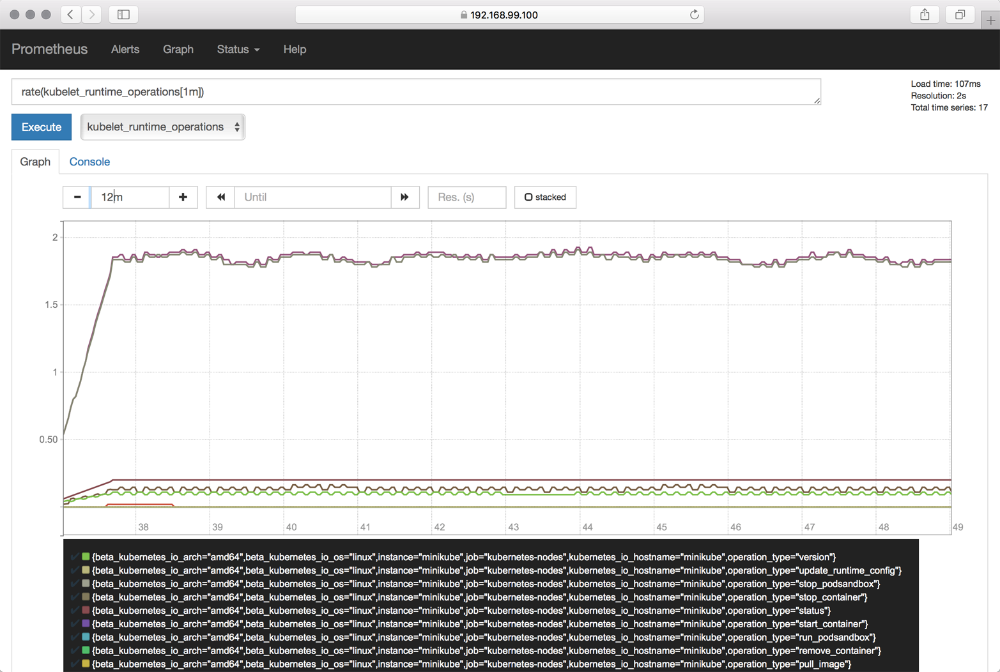 192.168.99.100
Prometheus Alerts Graph Status Help
rate(kubelet_runtime_operations[1m])
Load time: 107ms
Resolution: 2s
Total time series: 17
Execute kubelet_runtime_operations
Graph Console
12m Until Res. (s) stacked
2
1.5
1
0.50
38 39 40 41 42 43 44 45 46 47 48 49
{beta_kubernetes_io_arch="amd64",beta_kubernetes_io_os="linux",instance="minikube",job="kubernetes-nodes",kubernetes_io_hostname="minikube",operation_type="version"}
{beta_kubernetes_io_arch="amd64",beta_kubernetes_io_os="linux",instance="minikube",job="kubernetes-nodes",kubernetes_io_hostname="minikube",operation_type="update_runtime_config"}
{beta_kubernetes_io_arch="amd64",beta_kubernetes_io_os="linux",instance="minikube",job="kubernetes-nodes",kubernetes_io_hostname="minikube",operation_type="stop_podsandbox"}
{beta_kubernetes_io_arch="amd64",beta_kubernetes_io_os="linux",instance="minikube",job="kubernetes-nodes",kubernetes_io_hostname="minikube",operation_type="stop_container"}
{beta_kubernetes_io_arch="amd64",beta_kubernetes_io_os="linux",instance="minikube",job="kubernetes-nodes",kubernetes_io_hostname="minikube",operation_type="status"}
{beta_kubernetes_io_arch="amd64",beta_kubernetes_io_os="linux",instance="minikube",job="kubernetes-nodes",kubernetes_io_hostname="minikube",operation_type="start_container"}
{beta_kubernetes_io_arch="amd64",beta_kubernetes_io_os="linux",instance="minikube",job="kubernetes-nodes",kubernetes_io_hostname="minikube",operation_type="run_podsandbox"}
{beta_kubernetes_io_arch="amd64",beta_kubernetes_io_os="linux",instance="minikube",job="kubernetes-nodes",kubernetes_io_hostname="minikube",operation_type="remove_container"}
{beta_kubernetes_io_arch="amd64",beta_kubernetes_io_os="linux",instance="minikube",job="kubernetes-nodes",kubernetes_io_hostname="minikube",operation_type="pull_image"}